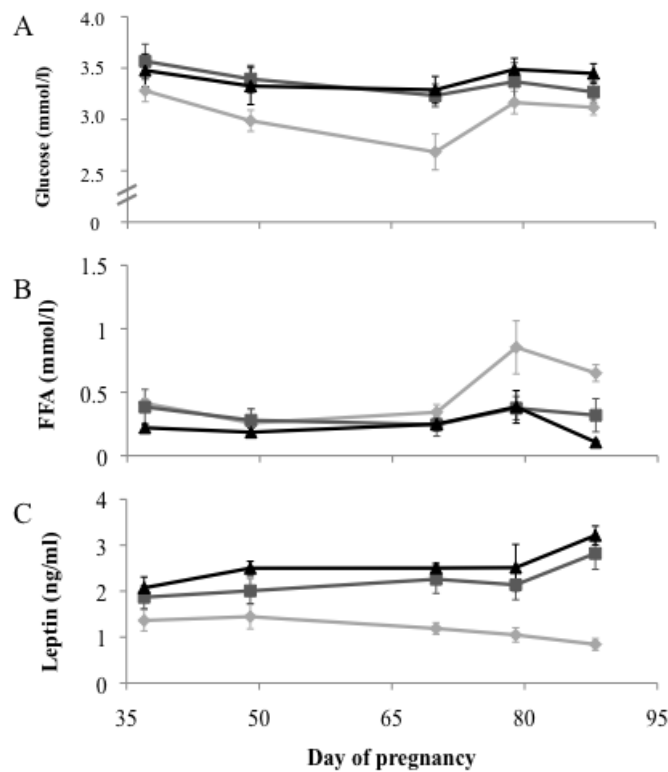 A
Glucose (mmol/l)
4.0
3.5
3.0
2.5
0
B
FFA (mmol/l)
1.5
1
0.5
0
C
Leptin (ng/ml)
4
3
2
1
0
35 50 65 80 95
Day of pregnancy